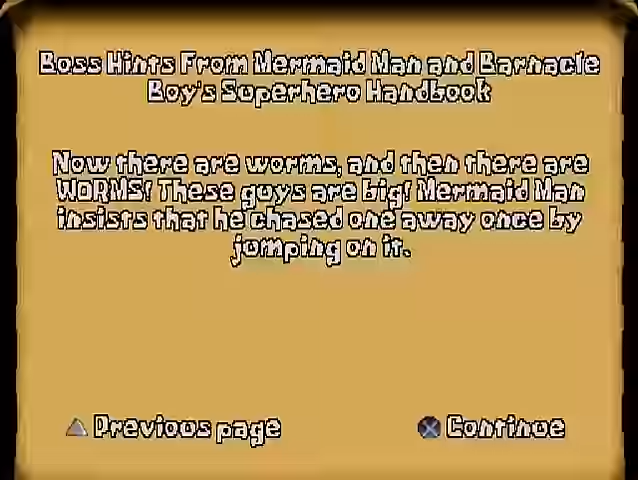 Boss Hints From Mermaid Man and Barnacle
Boy's Superhero Handbook
Now there are worms, and then there are
WORMS! These guys are big! Mermaid Man
insists that he chased one away once by
jumping on it.
Previous page
Continue